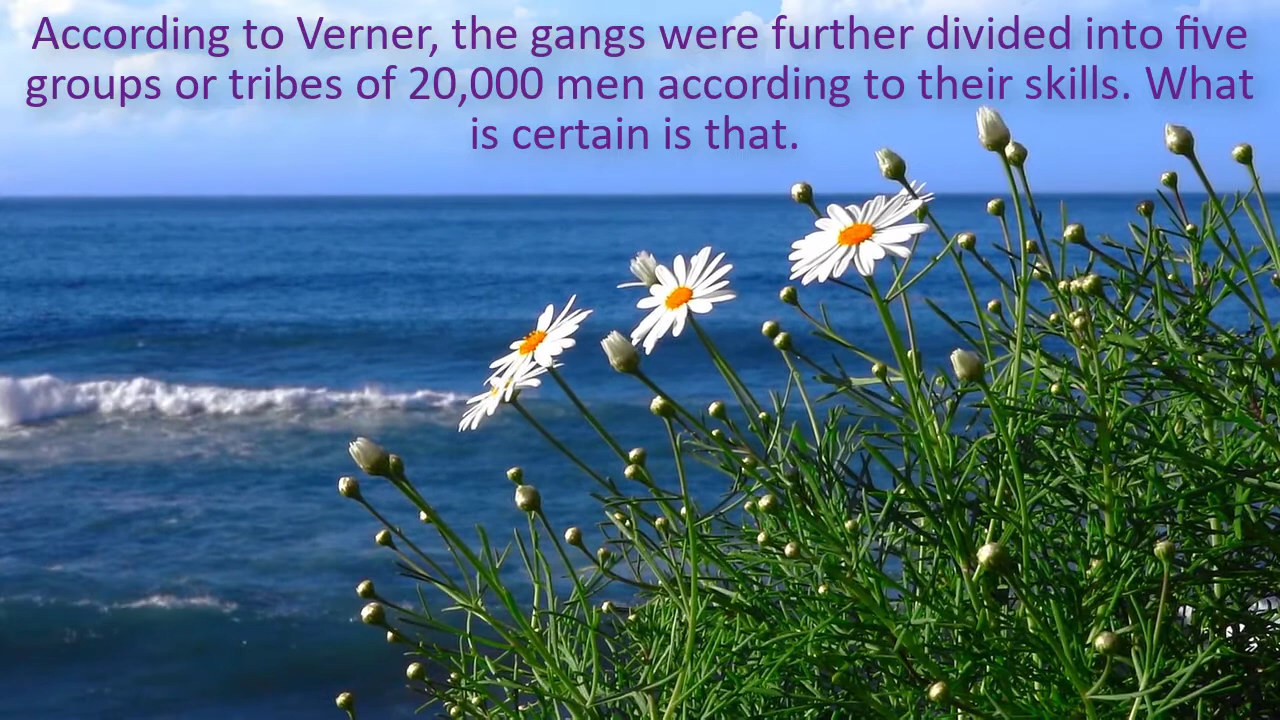 According to Verner, the gangs were further divided into five
groups or tribes of 20,000 men according to their skills. What
is certain is that.